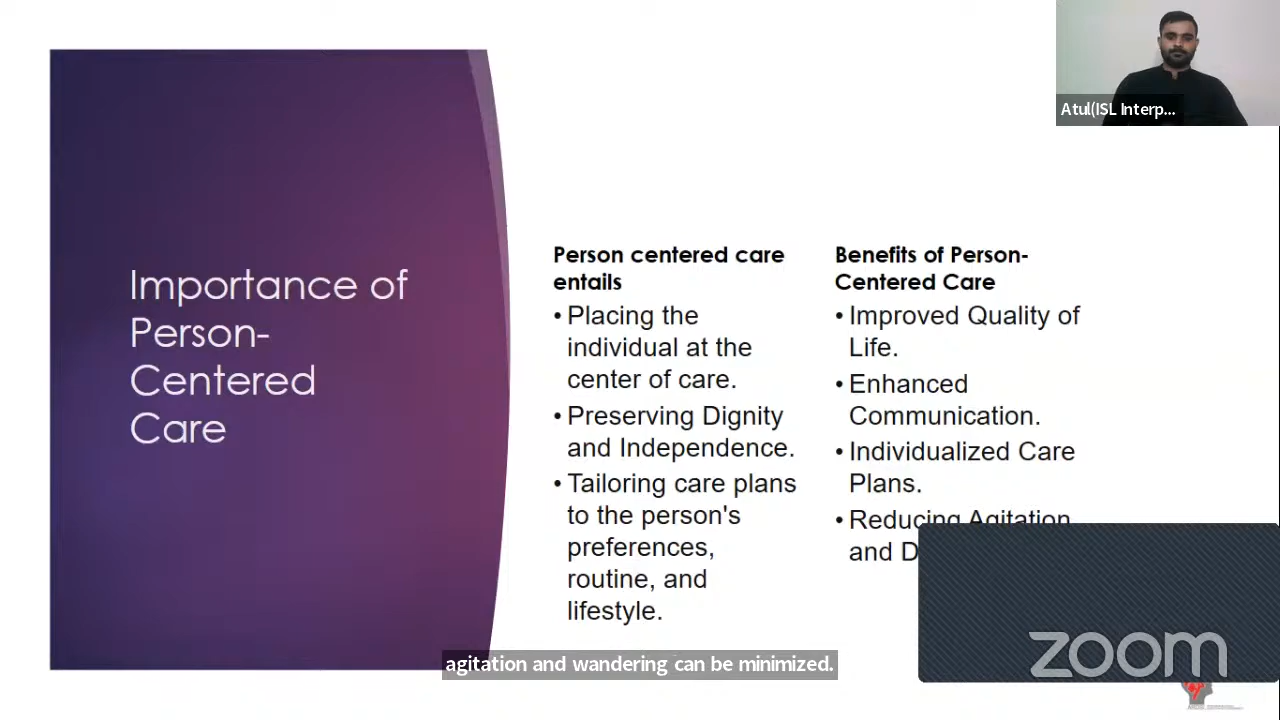 Atul(ISL Interp...
Importance of
Person-
Centered
Care
Person centered care
entails
• Placing the
individual at the
center of care.
• Preserving Dignity
and Independence.
• Tailoring care plans
to the person's
preferences,
routine, and
lifestyle.
Benefits of Person-
Centered Care
• Improved Quality of
Life.
• Enhanced
Communication.
• Individualized Care
Plans.
• Reducing Agitation
and D
agitation and wandering can be minimized.
zoom